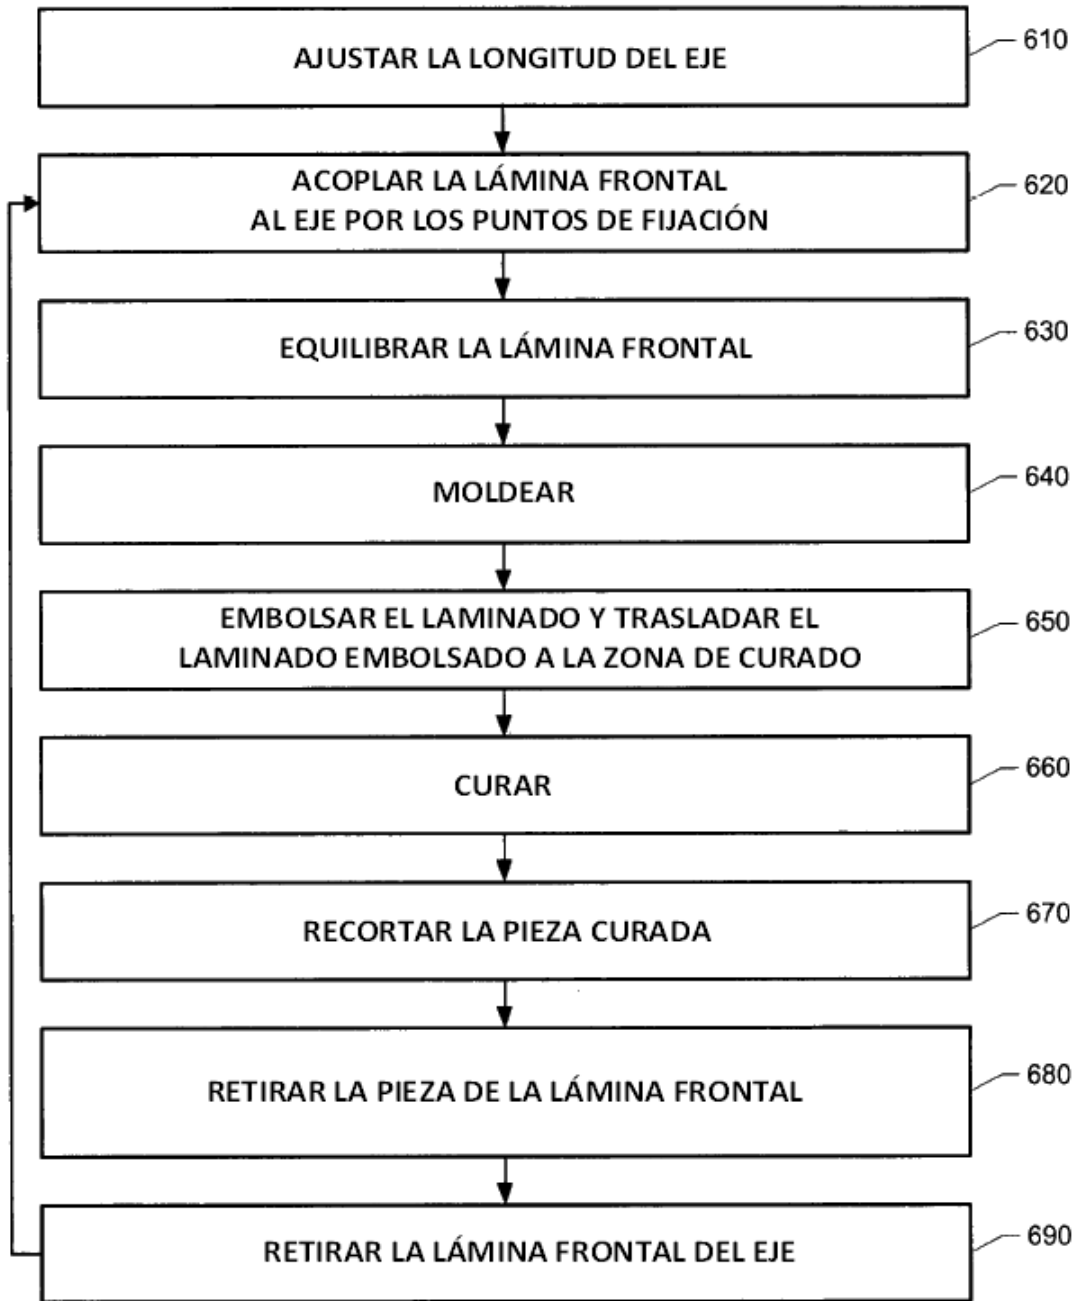 AJUSTAR LA LONGITUD DEL EJE
610
ACOPLAR LA LÁMINA FRONTAL
AL EJE POR LOS PUNTOS DE FIJACIÓN
620
EQUILIBRAR LA LÁMINA FRONTAL
630
MOLDEAR
640
EMBOLSAR EL LAMINADO Y TRASLADAR EL
LAMINADO EMBOLSADO A LA ZONA DE CURADO
650
CURAR
660
RECORTAR LA PIEZA CURADA
670
RETIRAR LA PIEZA DE LA LÁMINA FRONTAL
680
RETIRAR LA LÁMINA FRONTAL DEL EJE
690